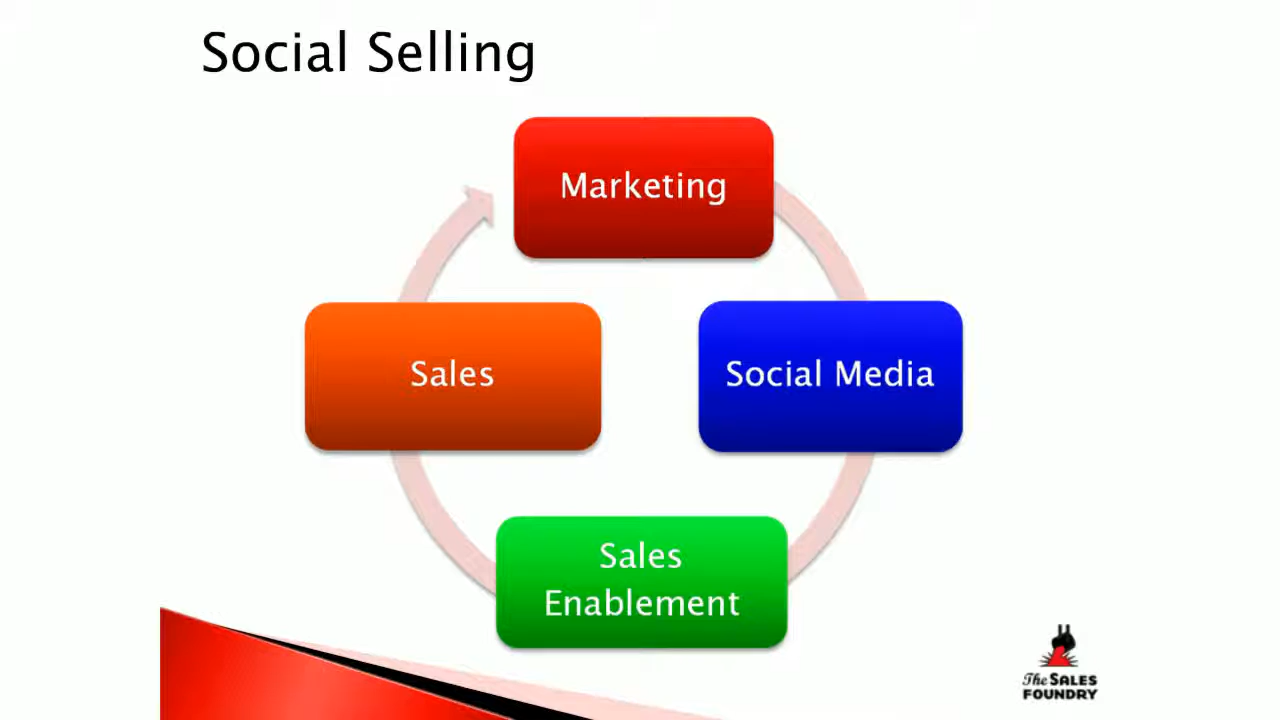 Social Selling
Marketing
Sales
Social Media
Sales
Enablement
The SALES
FOUNDRY